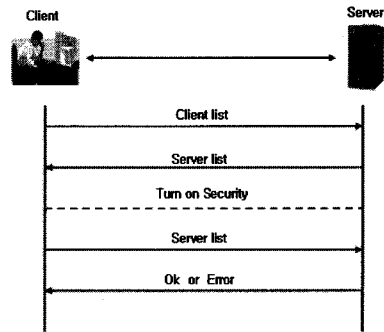 Client
Server
Client list
Server list
Turn on Security
Server list
Ok or Error